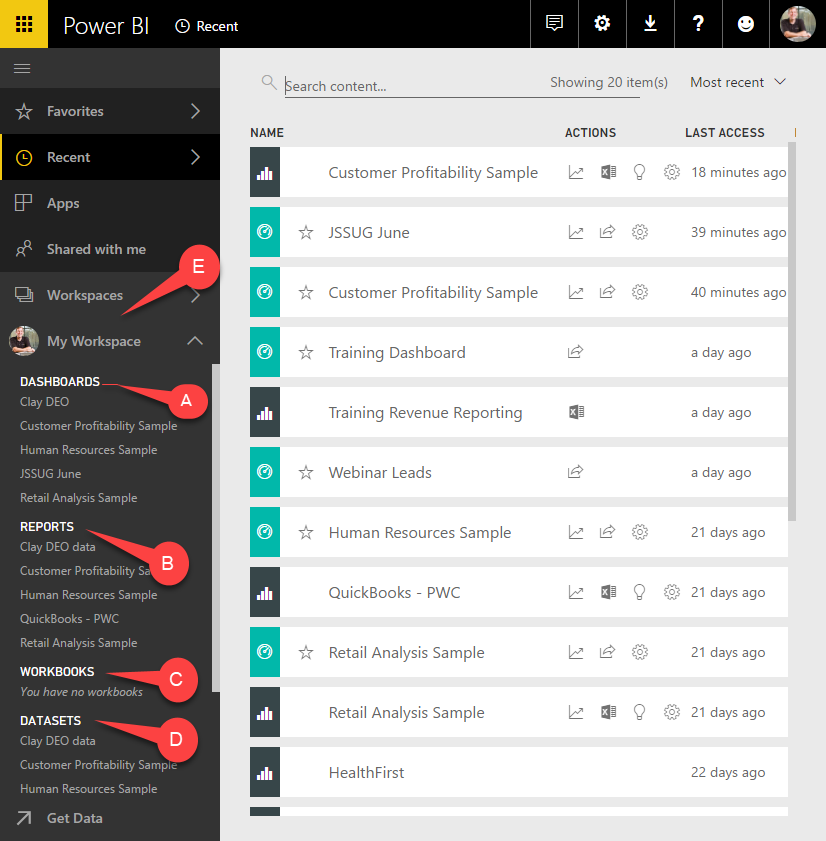 Power BI Recent
Favorites
Recent
Apps
Shared with me
Workspaces
E
My Workspace
DASHBOARDS
A
Clay DEO
Customer Profitability Sample
Human Resources Sample
JSSUG June
Retail Analysis Sample
REPORTS
B
Clay DEO data
Customer Profitability Sa
Human Resources Sample
QuickBooks - PWC
Retail Analysis Sample
WORKBOOKS
C
You have no workbooks
DATASETS
D
Clay DEO data
Customer Profitability Sample
Human Resources Sample
Get Data
Search content... Showing 20 item(s) Most recent
NAME ACTIONS LAST ACCESS
Customer Profitability Sample 18 minutes ago
JSSUG June 39 minutes ago
Customer Profitability Sample 40 minutes ago
Training Dashboard a day ago
Training Revenue Reporting a day ago
Webinar Leads a day ago
Human Resources Sample 21 days ago
QuickBooks - PWC 21 days ago
Retail Analysis Sample 21 days ago
Retail Analysis Sample 21 days ago
HealthFirst 22 days ago